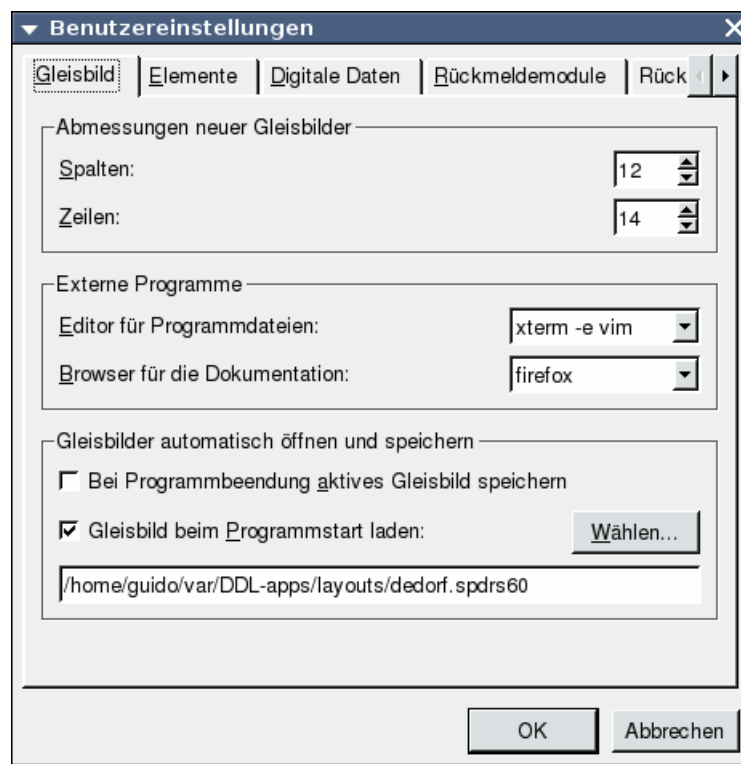 Benutzereinstellungen
Gleisbild Elemente Digitale Daten Rückmeldemodule Rück
Abmessungen neuer Gleisbilder
Spalten: 12
Zeilen: 14
Externe Programme
Editor für Programmdateien: xterm -e vim
Browser für die Dokumentation: firefox
Gleisbilder automatisch öffnen und speichern
Bei Programmbeendung aktives Gleisbild speichern
Gleisbild beim Programmstart laden: Wählen...
/home/guido/var/DDL-apps/layouts/dedorf.spdrs60
OK Abbrechen